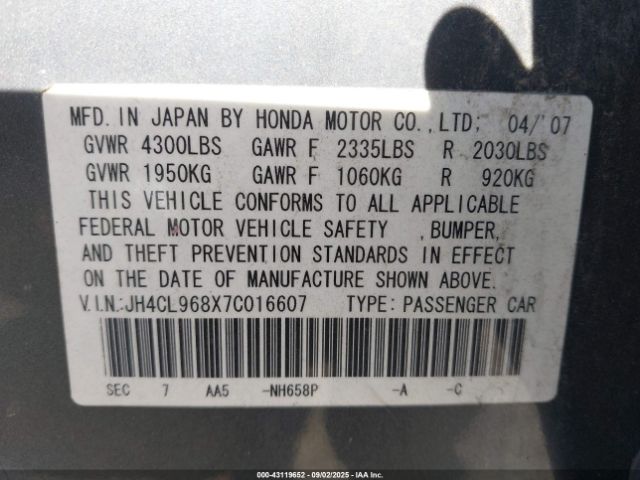 MFD. IN JAPAN BY HONDA MOTOR CO.,LTD; 04/'07
GVWR 4300LBS GAWR F 2335LBS R 2030LBS
GVWR 1950KG GAWR F 1060KG R 920KG
THIS VEHICLE CONFORMS TO ALL APPLICABLE
FEDERAL MOTOR VEHICLE SAFETY ,BUMPER,
AND THEFT PREVENTION STANDARDS IN EFFECT
ON THE DATE OF MANUFACTURE SHOWN ABOVE.
V.I.N.:JH4CL968X7C016607 TYPE: PASSENGER CAR
SEC 7 AA5 -NH658P -A -C
000-43119652 - 09/02/2025 - IAA Inc.